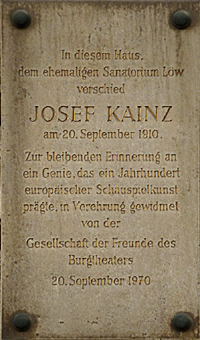 In diesem Haus,
dem ehemaligen Sanatorium Löw
verschied
JOSEF KAINZ
am 20. September 1910.
Zur bleibenden Erinnerung an
ein Genie, das ein Jahrhundert
europäischer Schauspielkunst
prägte, in Verehrung gewidmet
von der
Gesellschaft der Freunde des
Burgtheaters
20. September 1970